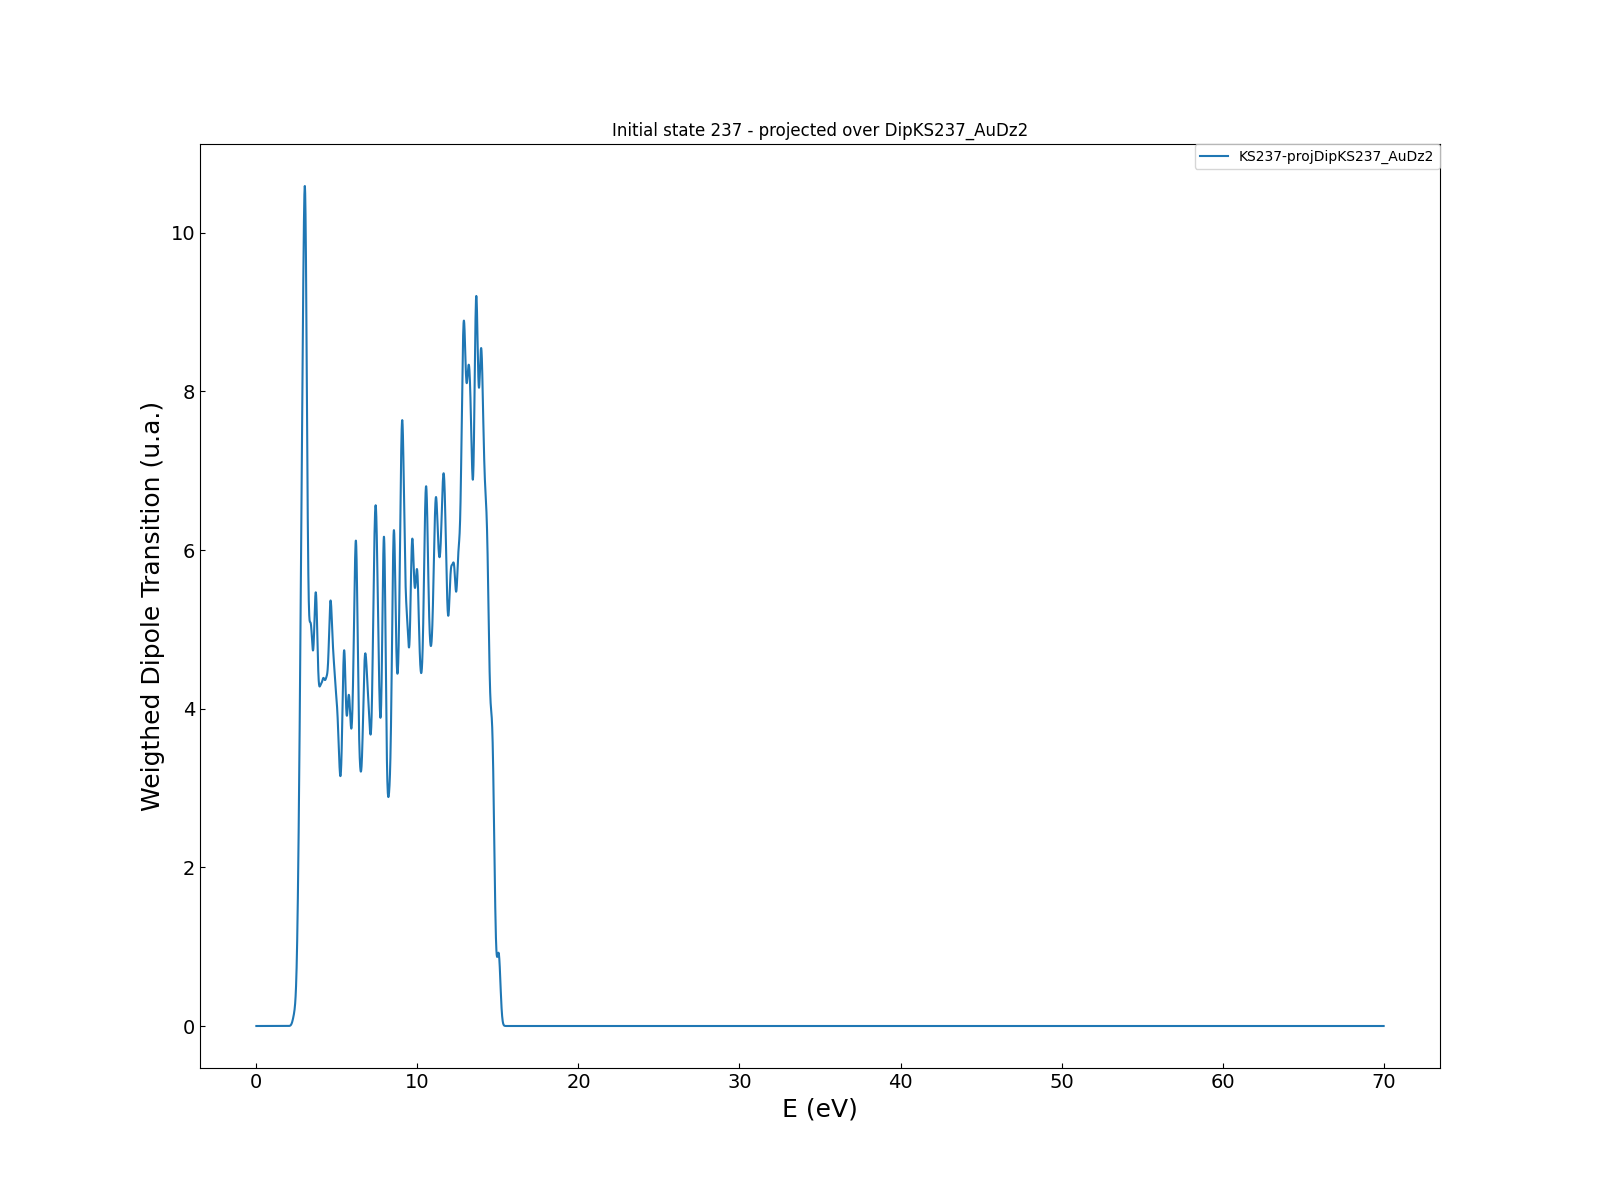 Initial state 237 - projected over DipKS237_AuDz2
KS237-projDipKS237_AuDz2
Weigthed Dipole Transition (u.a.)
10
8
6
4
2
0
0 10 20 30 40 50 60 70
E (eV)